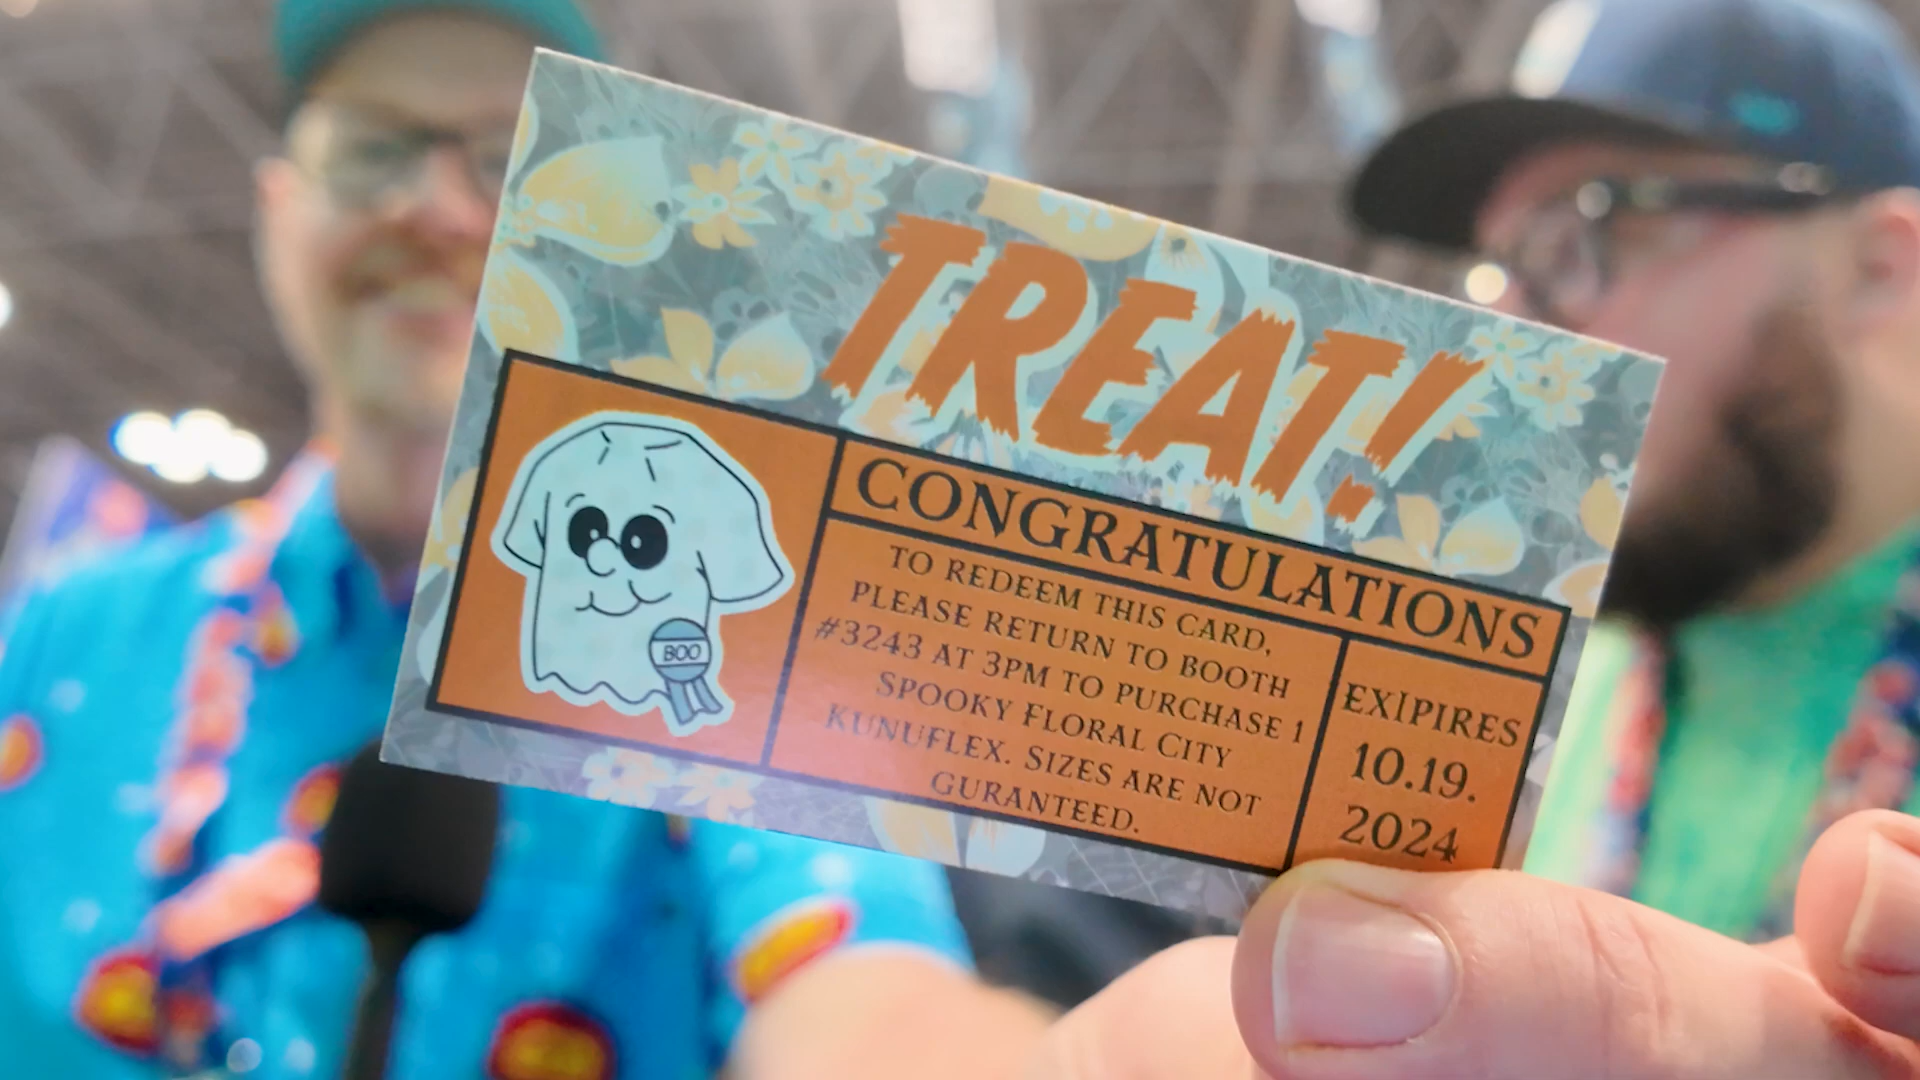 TREAT!
BOO
CONGRATULATIONS
TO REDEEM THIS CARD,
PLEASE RETURN TO BOOTH
#3243 AT 3PM TO PURCHASE 1
SPOOKY FLORAL CITY
KUNUFLEX. SIZES ARE NOT
GURANTEED.
EXIPIRES
10.19.
2024